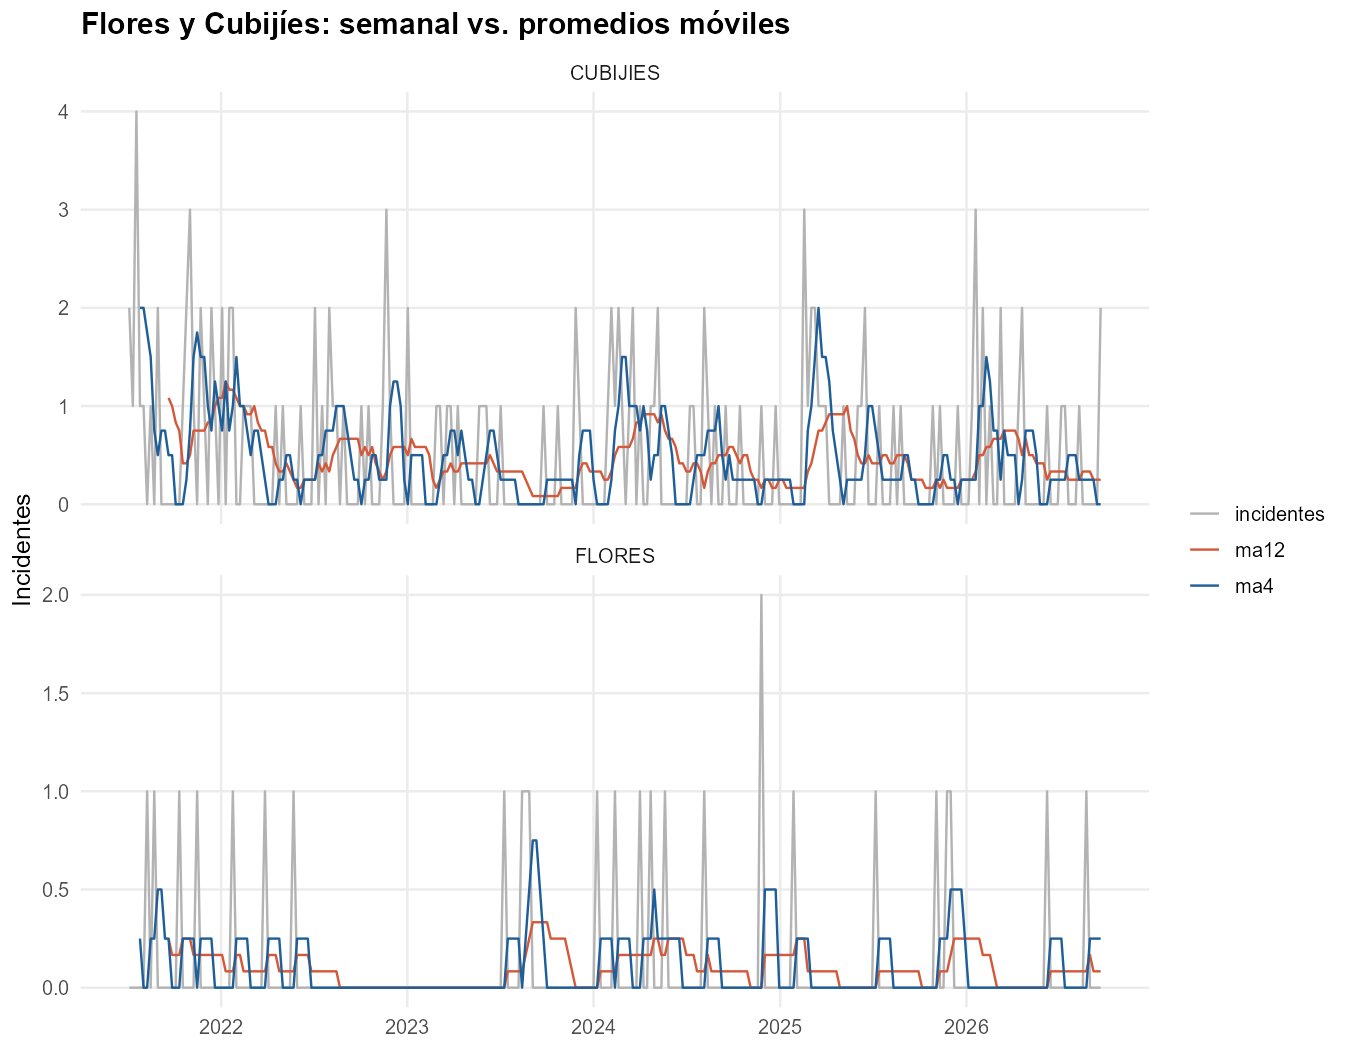 Flores y Cubijíes: semanal vs. promedios móviles
CUBIJIES
4
3
2
1
0
Incidentes
FLORES
2.0
1.5
1.0
0.5
0.0
2022
2023
2024
2025
2026
incidentes
ma12
ma4